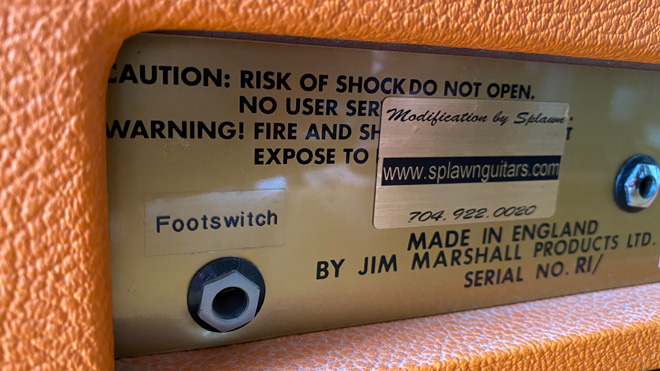 CAUTION: RISK OF SHOCK DO NOT OPEN.
NO USER SER
WARNING! FIRE AND SH
EXPOSE TO
Modification by Splawn
www.splawnguitars.com
704.922.0020
Footswitch
MADE IN ENGLAND
BY JIM MARSHALL PRODUCTS LTD.
SERIAL NO. RI/